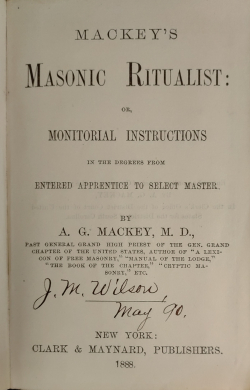 MACKEY'S
MASONIC RITUALIST:
OR,
MONITORIAL INSTRUCTIONS
IN THE DEGREES FROM
ENTERED APPRENTICE TO SELECT MASTER.
BY
A. G. MACKEY, M. D.,
PAST GENERAL GRAND HIGH PRIEST OF THE GEN. GRAND
CHAPTER OF THE UNITED STATES, AUTHOR OF "A LEXI-
CON OF FREE MASONRY," "MANUAL OF THE LODGE,"
"THE BOOK OF THE CHAPTER," "CRYPTIC MA-
SONRY," ETC.
J. M. Wilson,
May 90.
NEW YORK:
CLARK & MAYNARD, PUBLISHERS.
1888.